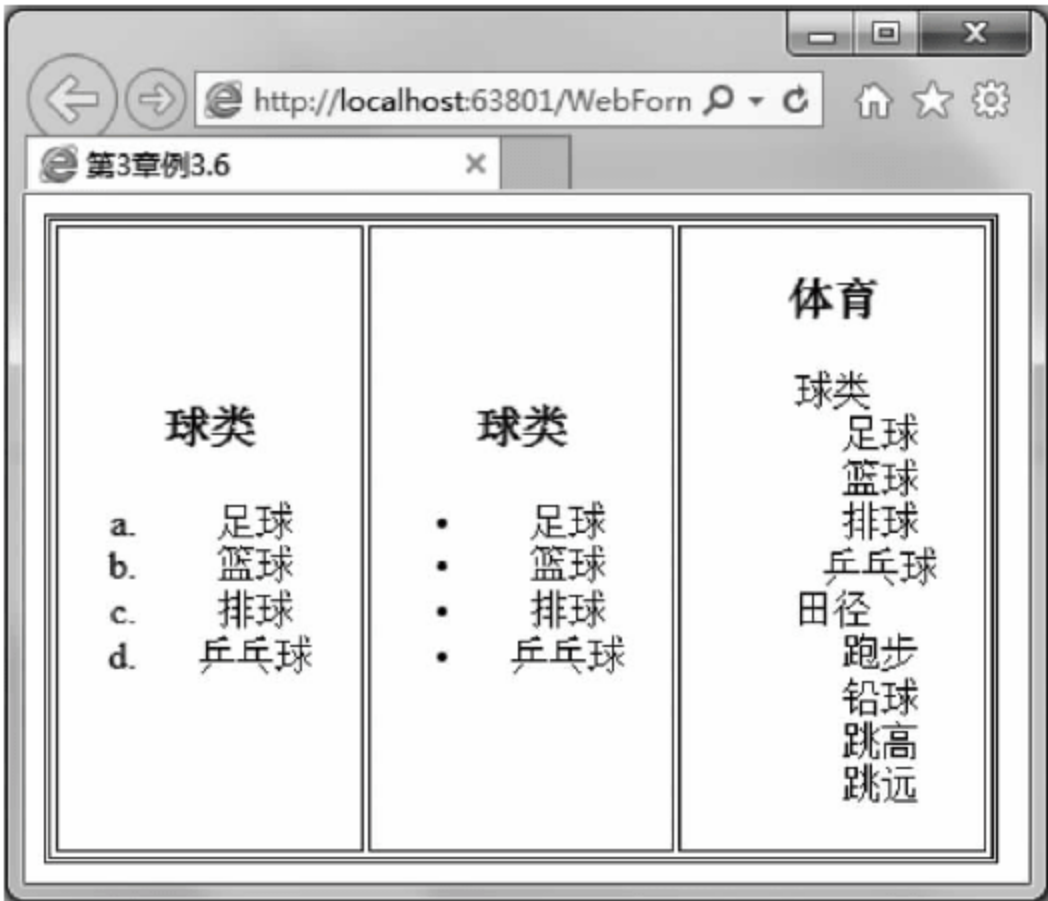 http://localhost:63801/WebForn
第3章例3.6
球类
a. 足球
b. 篮球
c. 排球
d. 乒乓球
球类
• 足球
• 篮球
• 排球
• 乒乓球
体育
球类
足球
篮球
排球
乒乓球
田径
跑步
铅球
跳高
跳远